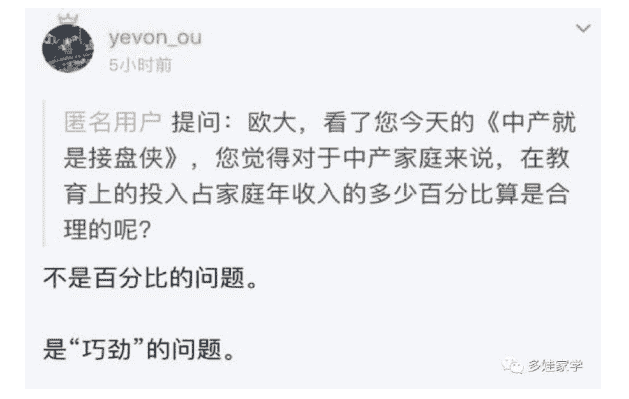 yevon_ou
5小时前
匿名用户 提问：欧大，看了您今天的《中产就
是接盘侠》，您觉得对于中产家庭来说，在教
育上的投入占家庭年收入的多少百分比算是合
理的呢？
不是百分比的问题。
是“巧劲”的问题。
多娃家学